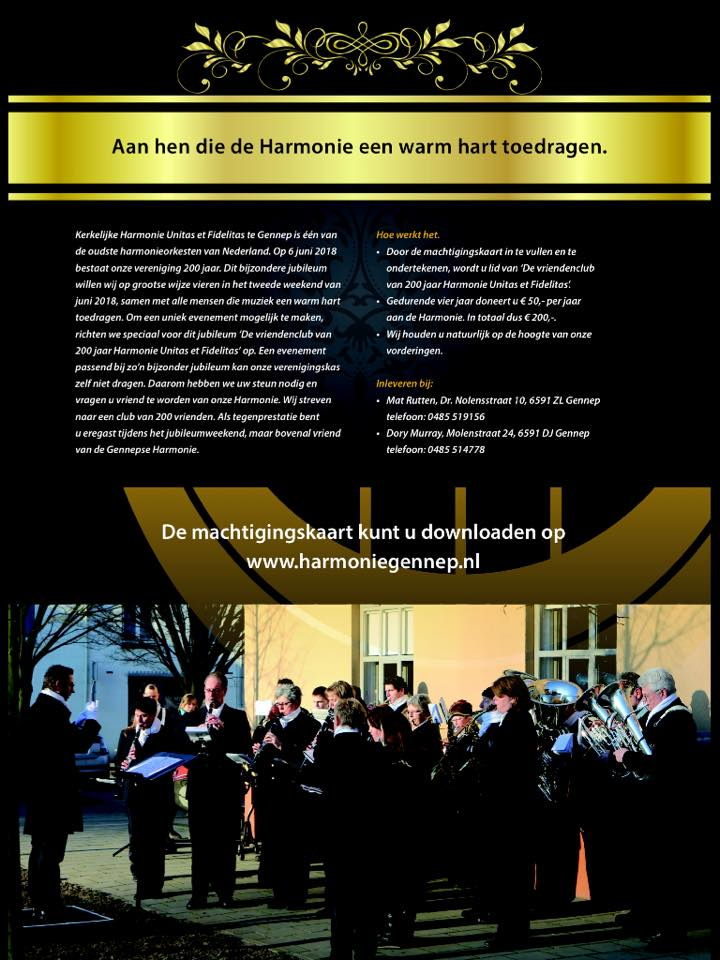 Aan hen die de Harmonie een warm hart toedragen.
Kerkelijke Harmonie Unitas et Fidelitas te Gennep is één van
de oudste harmonieorkesten van Nederland. Op 6 juni 2018
bestaat onze vereniging 200 jaar. Dit bijzondere jubileum
willen wij op grootse wijze vieren in het tweede weekend van
juni 2018, samen met alle mensen die muziek een warm hart
toedragen. Om een uniek evenement mogelijk te maken,
richten we speciaal voor dit jubileum ‘De vriendenclub van
200 jaar Harmonie Unitas et Fidelitas’ op. Een evenement
passend bij zo’n bijzonder jubileum kan onze verenigingskas
zelf niet dragen. Daarom hebben we uw steun nodig en
vragen u vriend te worden van onze Harmonie. Wij streven
naar een club van 200 vrienden. Als tegenprestatie bent
u eregast tijdens het jubileumweekend, maar bovenal vriend
van de Gennepse Harmonie.
Hoe werkt het.
• Door de machtigingskaart in te vullen en te
ondertekenen, wordt u lid van ‘De vriendenclub
van 200 jaar Harmonie Unitas et Fidelitas’.
• Gedurende vier jaar doneert u € 50,- per jaar
aan de Harmonie. In totaal dus € 200,-.
• Wij houden u natuurlijk op de hoogte van onze
vorderingen.
Inleveren bij:
• Mat Rutten, Dr. Nolensstraat 10, 6591 ZL Gennep
telefoon: 0485 519156
• Dory Murray, Molenstraat 24, 6591 DJ Gennep
telefoon: 0485 514778
De machtigingskaart kunt u downloaden op
www.harmoniegennep.nl